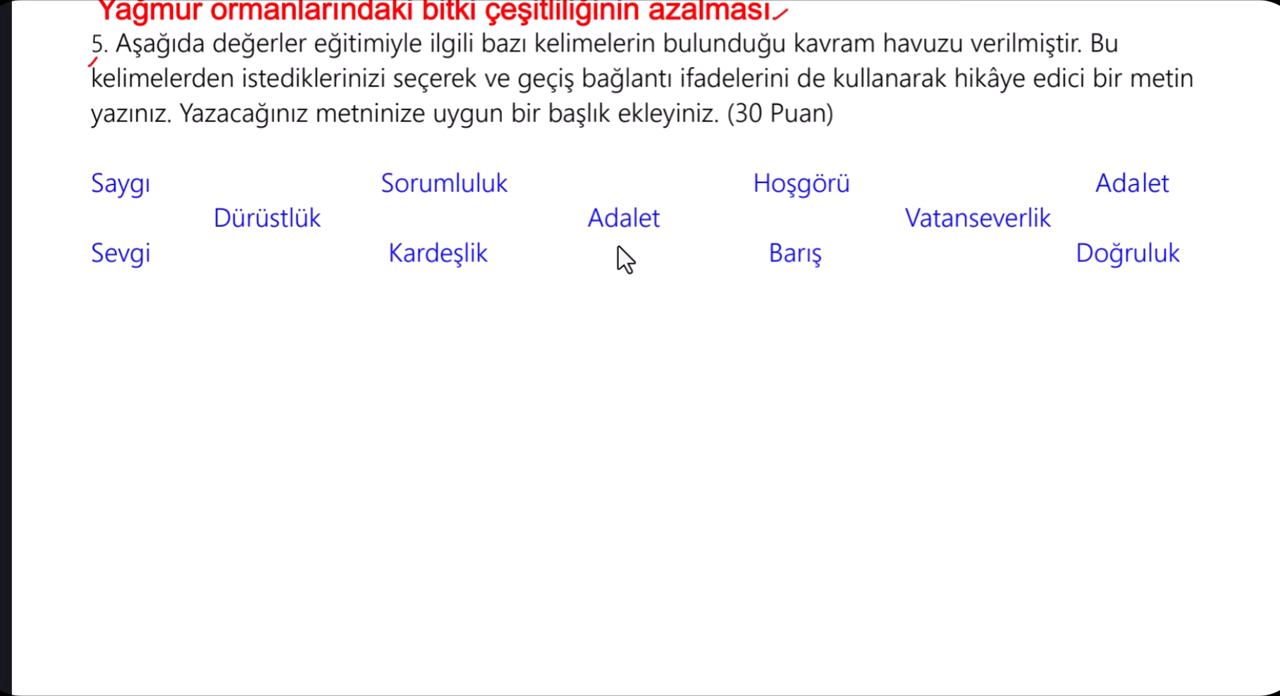 Yağmur ormanlarındaki bitki çeşitliliğinin azalması
5. Aşağıda değerler eğitimiyle ilgili bazı kelimelerin bulunduğu kavram havuzu verilmiştir. Bu
kelimelerden istediklerinizi seçerek ve geçiş bağlantı ifadelerini de kullanarak hikâye edici bir metin
yazınız. Yazacağınız metninize uygun bir başlık ekleyiniz. (30 Puan)
Saygı Sorumluluk Hoşgörü Adalet
Dürüstlük Adalet Vatanseverlik
Sevgi Kardeşlik Barış Doğruluk